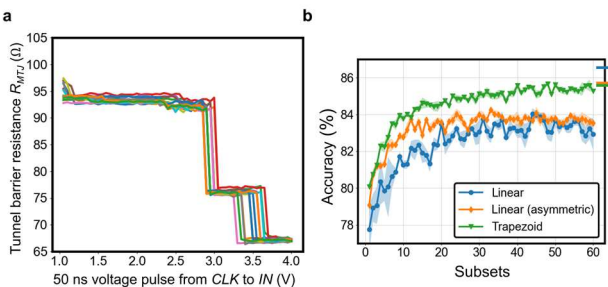 a
105
100
95
90
85
80
75
70
65
Tunnel barrier resistance R_MTJ (Ω)
1.0 1.5 2.0 2.5 3.0 3.5 4.0
50 ns voltage pulse from CLK to IN (V)
b
86
84
82
80
78
Accuracy (%)
Linear
Linear (asymmetric)
Trapezoid
0 10 20 30 40 50 60
Subsets